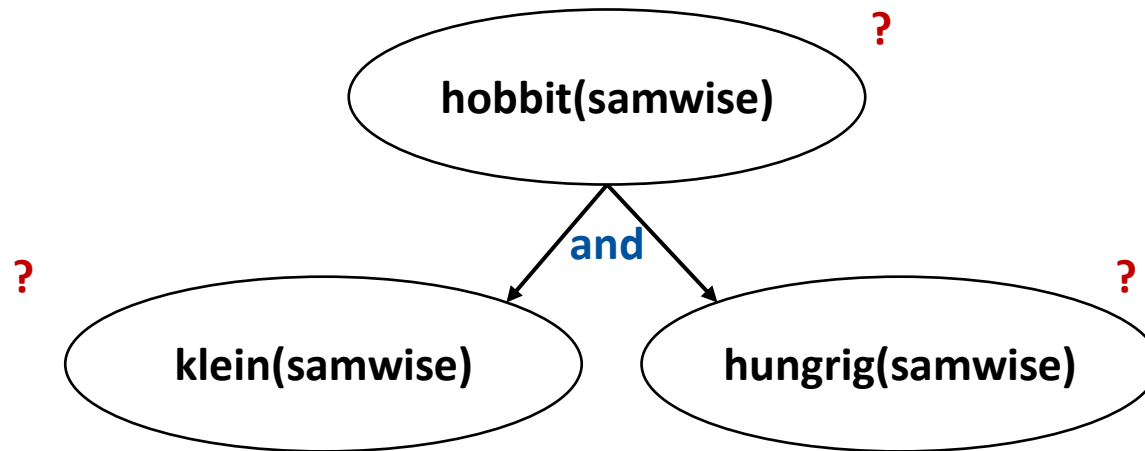 ?
hobbit(samwise)
and
?
?
klein(samwise)
hungrig(samwise)